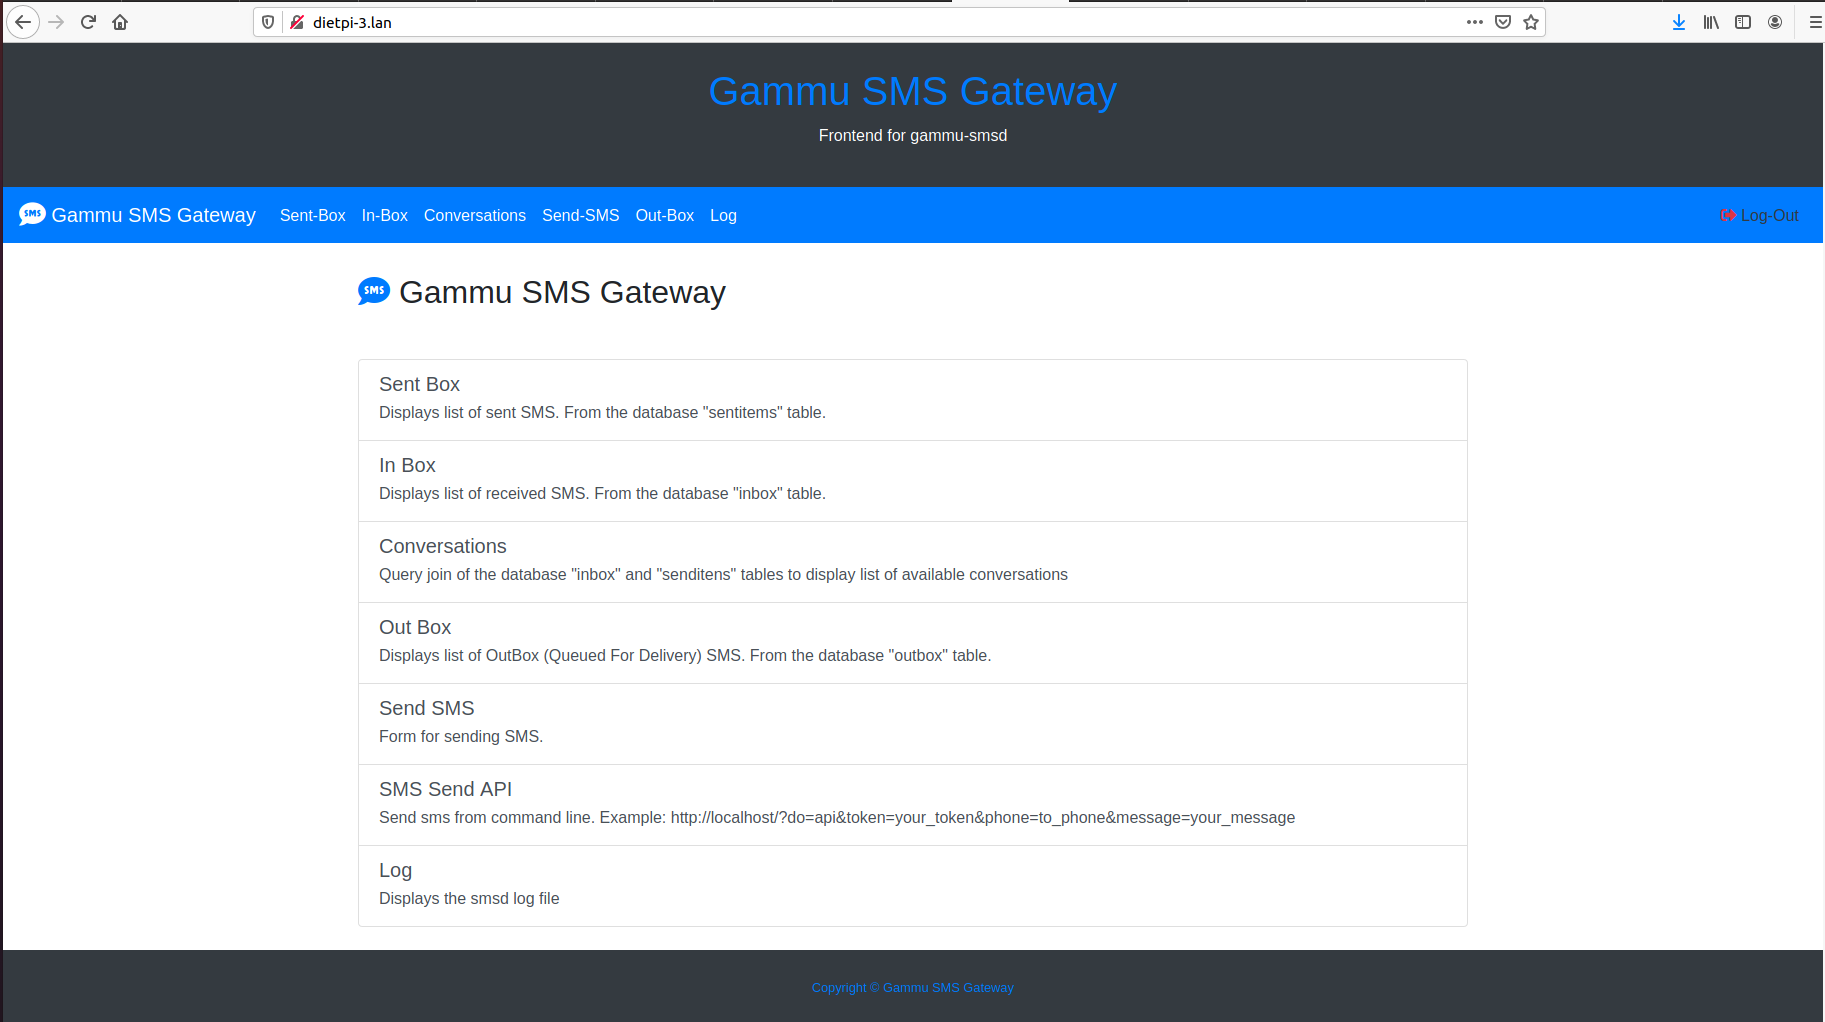 dietpi-3.lan
Gammu SMS Gateway
Frontend for gammu-smsd
SMS Gammu SMS Gateway Sent-Box In-Box Conversations Send-SMS Out-Box Log Log-Out
SMS Gammu SMS Gateway
Sent Box
Displays list of sent SMS. From the database "sentitems" table.
In Box
Displays list of received SMS. From the database "inbox" table.
Conversations
Query join of the database "inbox" and "senditens" tables to display list of available conversations
Out Box
Displays list of OutBox (Queued For Delivery) SMS. From the database "outbox" table.
Send SMS
Form for sending SMS.
SMS Send API
Send sms from command line. Example: http://localhost/?do=api&token=your_token&phone=to_phone&message=your_message
Log
Displays the smsd log file
Copyright © Gammu SMS Gateway